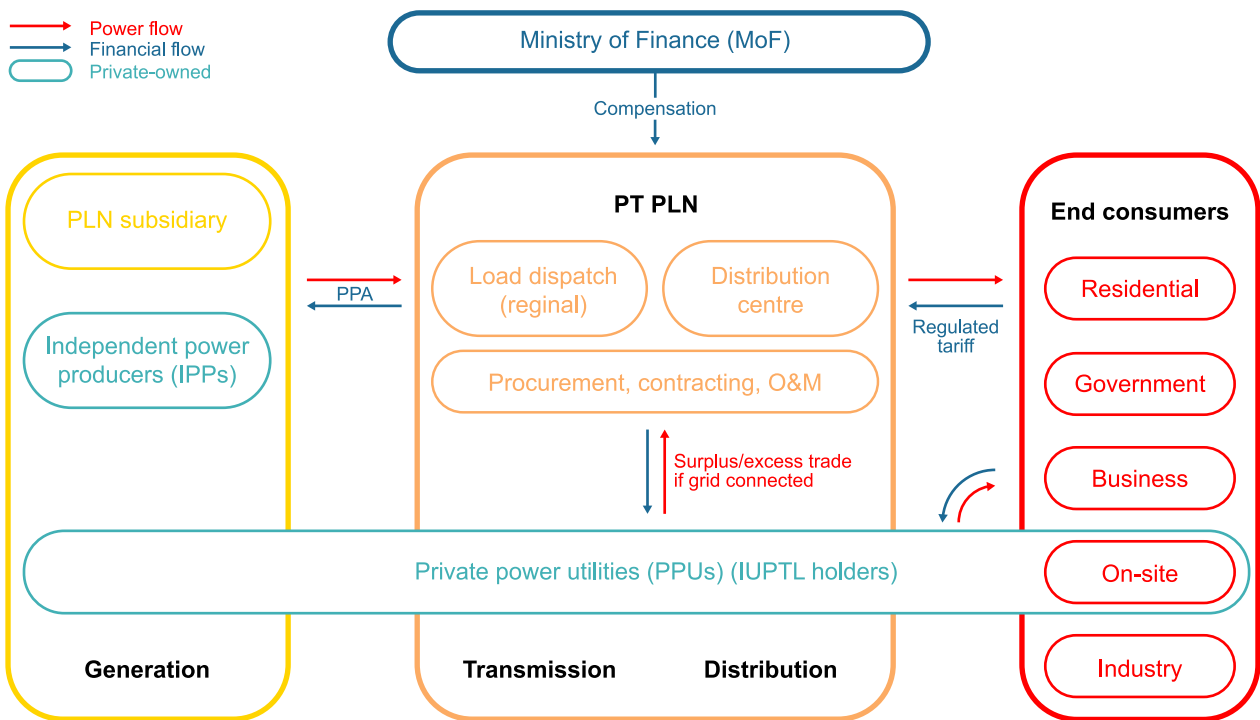 Power flow
Financial flow
Private-owned
Ministry of Finance (MoF)
Compensation
PLN subsidiary
Independent power
producers (IPPs)
PPA
PT PLN
Load dispatch
(reginal)
Distribution
centre
Procurement, contracting, O&M
Surplus/excess trade
if grid connected
Regulated
tariff
End consumers
Residential
Government
Business
Private power utilities (PPUs) (IUPTL holders)
On-site
Industry
Generation
Transmission
Distribution